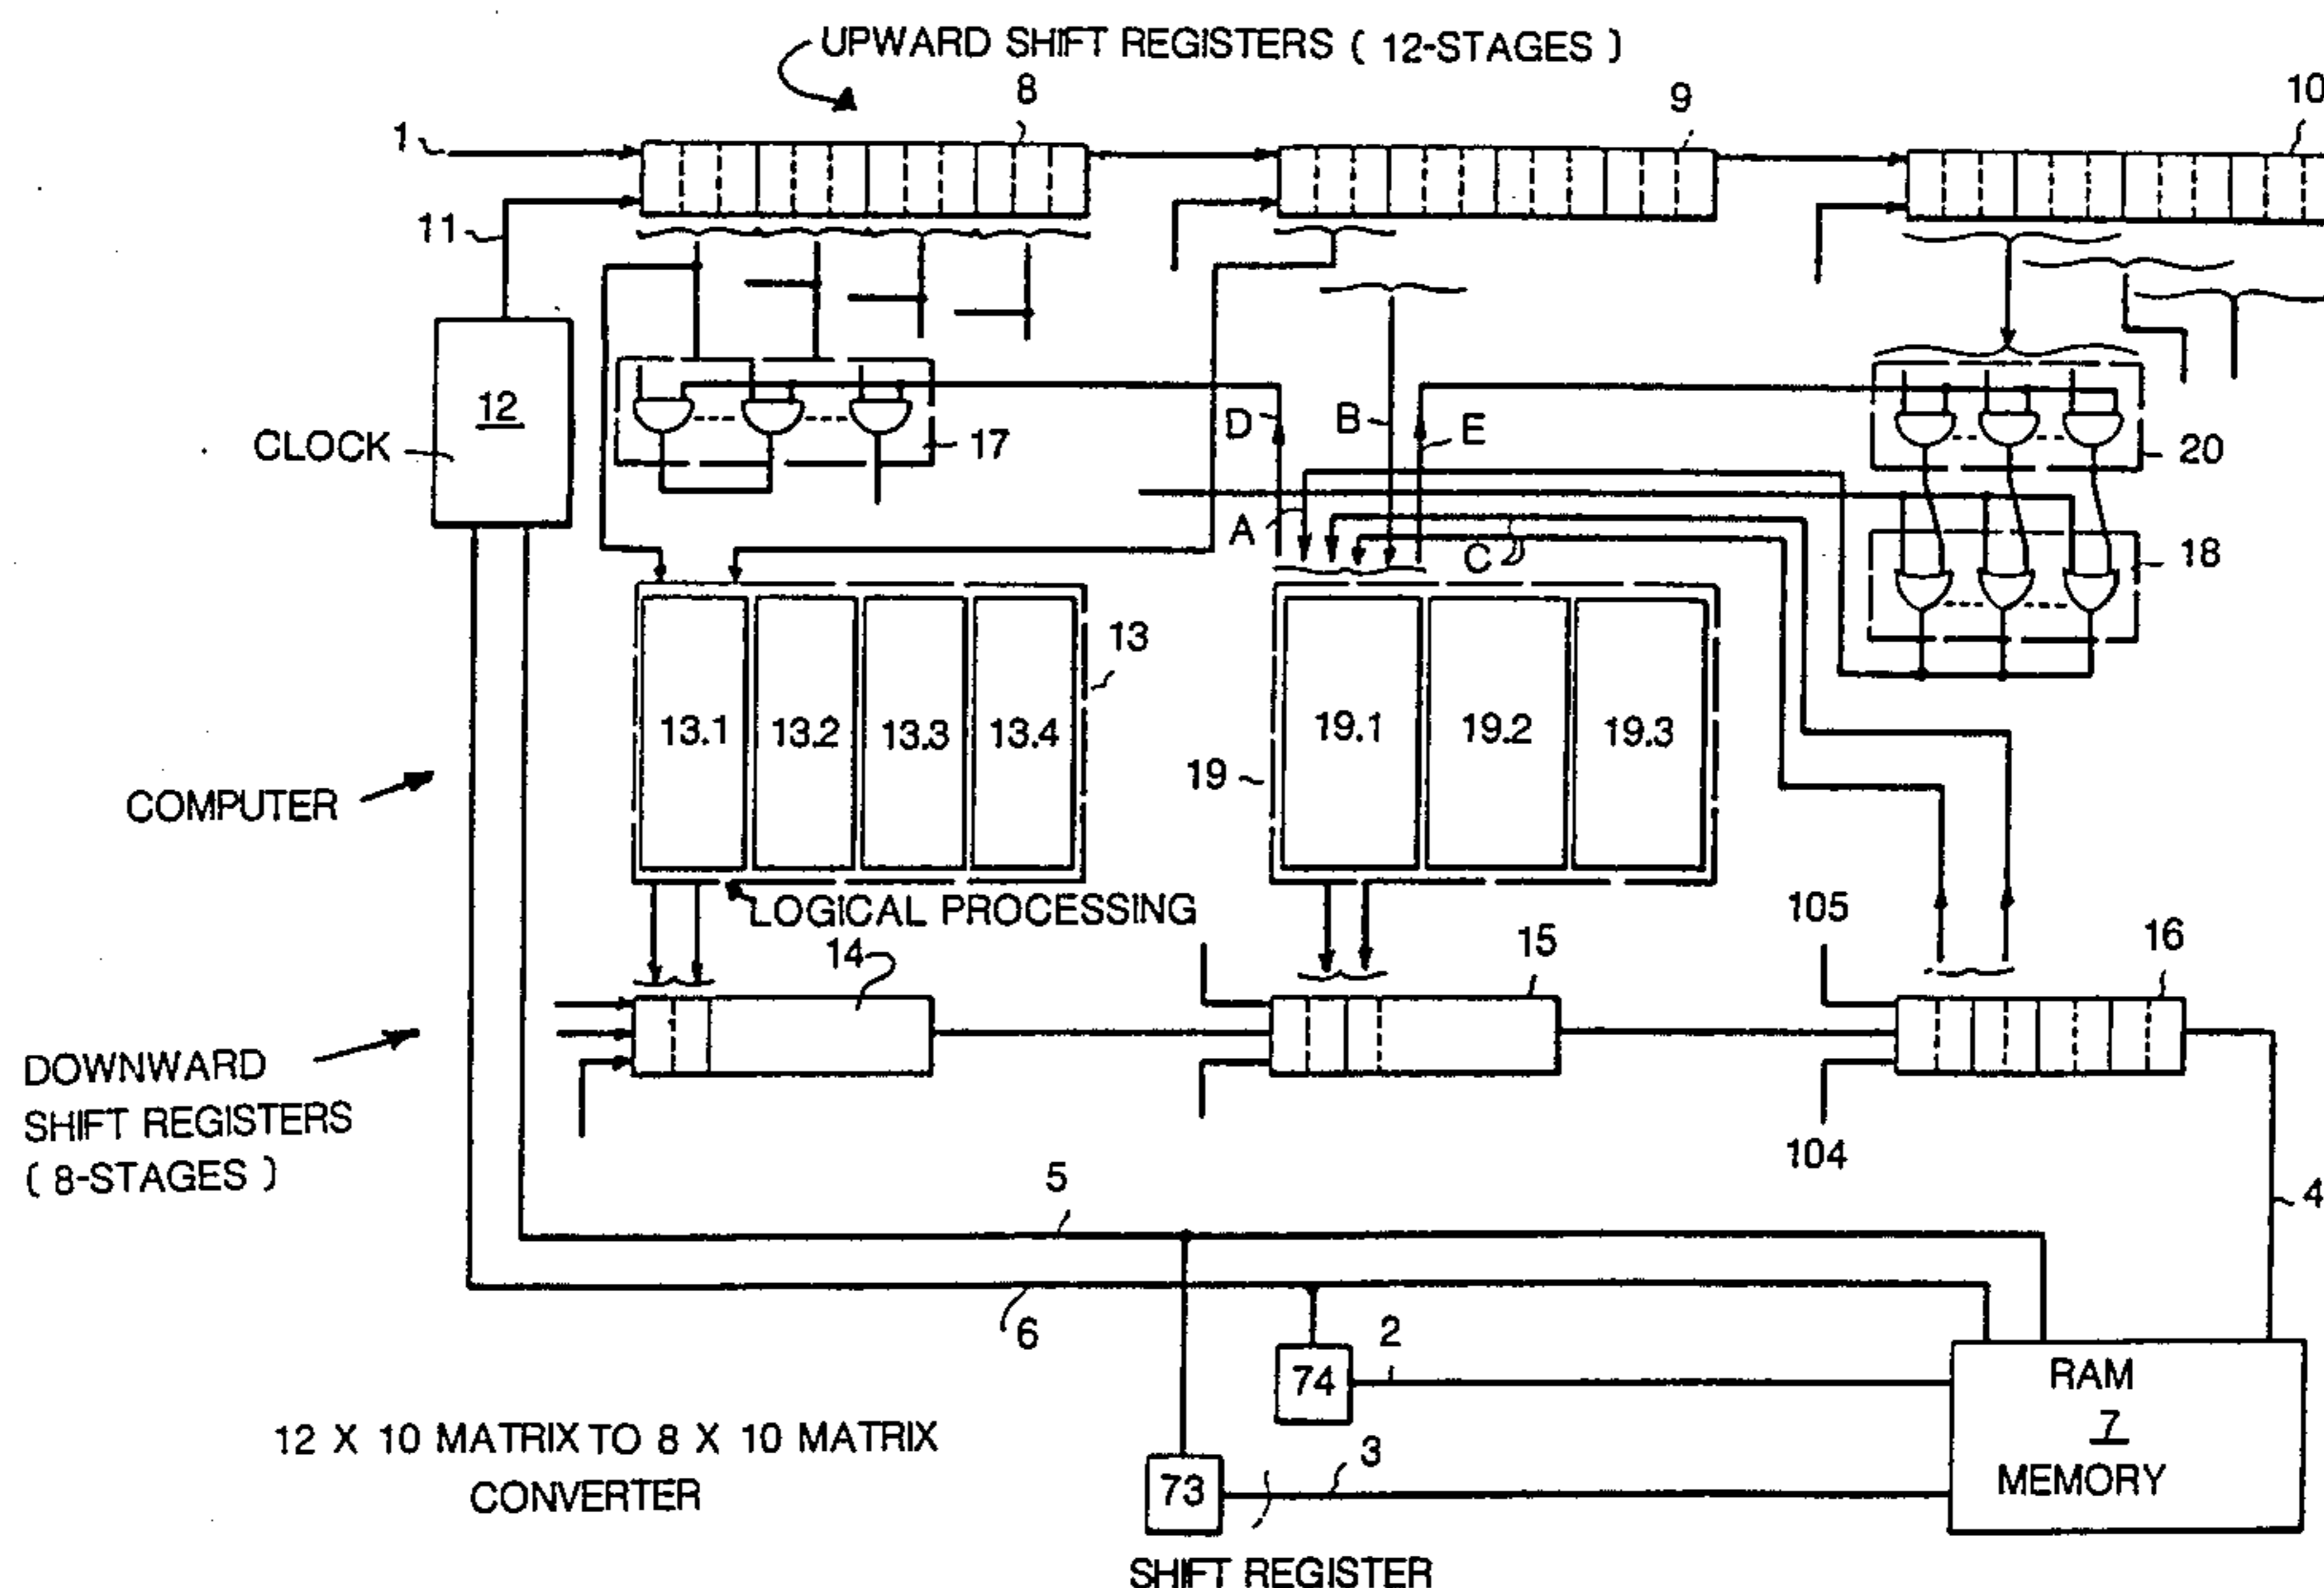 UPWARD SHIFT REGISTERS ( 12-STAGES )
8
9
10
1
11
12
CLOCK
17
D
B
E
20
A
C
18
13
13.1
13.2
13.3
13.4
19.1
19.2
19.3
19
COMPUTER
LOGICAL PROCESSING
105
14
15
16
DOWNWARD
SHIFT REGISTERS
( 8-STAGES )
104
5
4
6
2
74
RAM
7
MEMORY
12 X 10 MATRIX TO 8 X 10 MATRIX
CONVERTER
3
73
SHIFT REGISTER